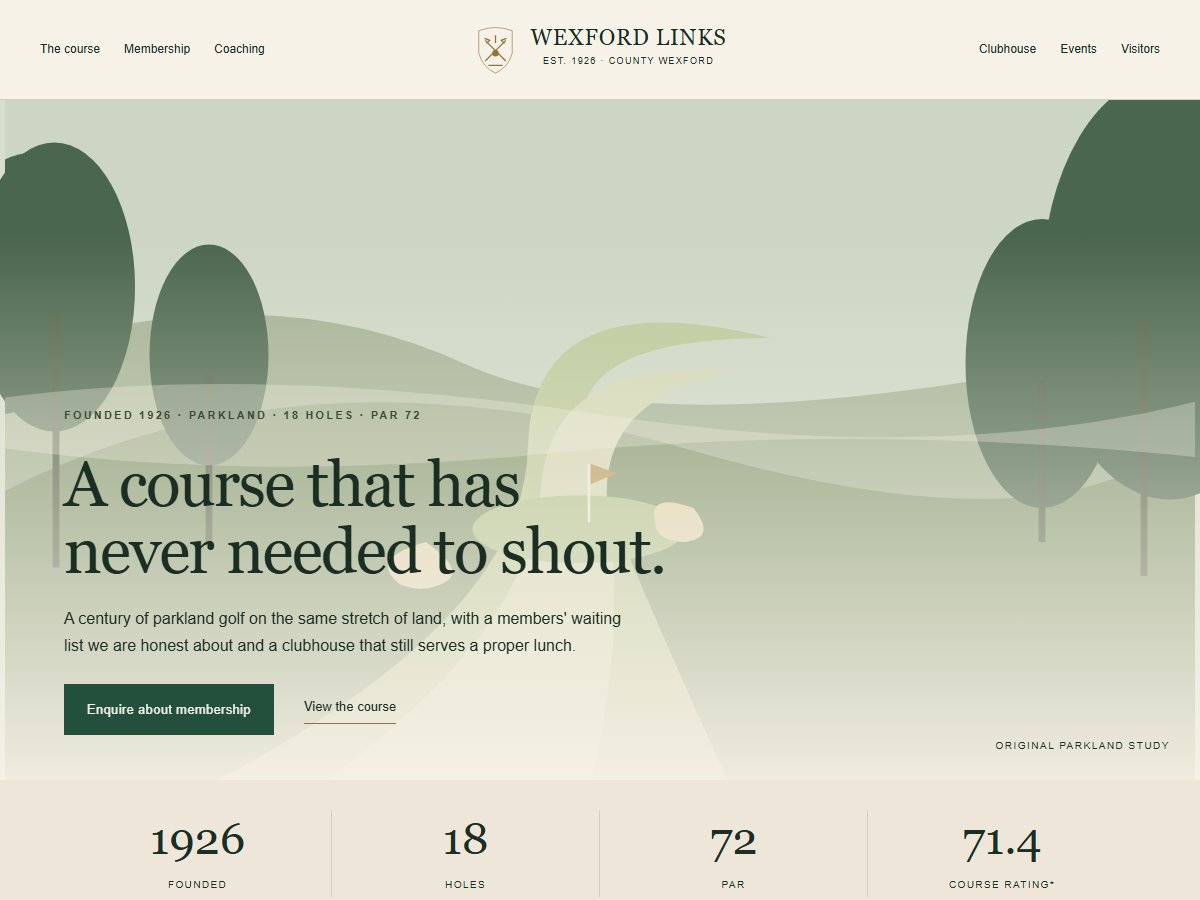 The course
Membership
Coaching
WEXFORD LINKS
EST. 1926 · COUNTY WEXFORD
Clubhouse
Events
Visitors
FOUNDED 1926 · PARKLAND · 18 HOLES · PAR 72
A course that has
never needed to shout.
A century of parkland golf on the same stretch of land, with a members' waiting
list we are honest about and a clubhouse that still serves a proper lunch.
Enquire about membership
View the course
ORIGINAL PARKLAND STUDY
1926
FOUNDED
18
HOLES
72
PAR
71.4
COURSE RATING*